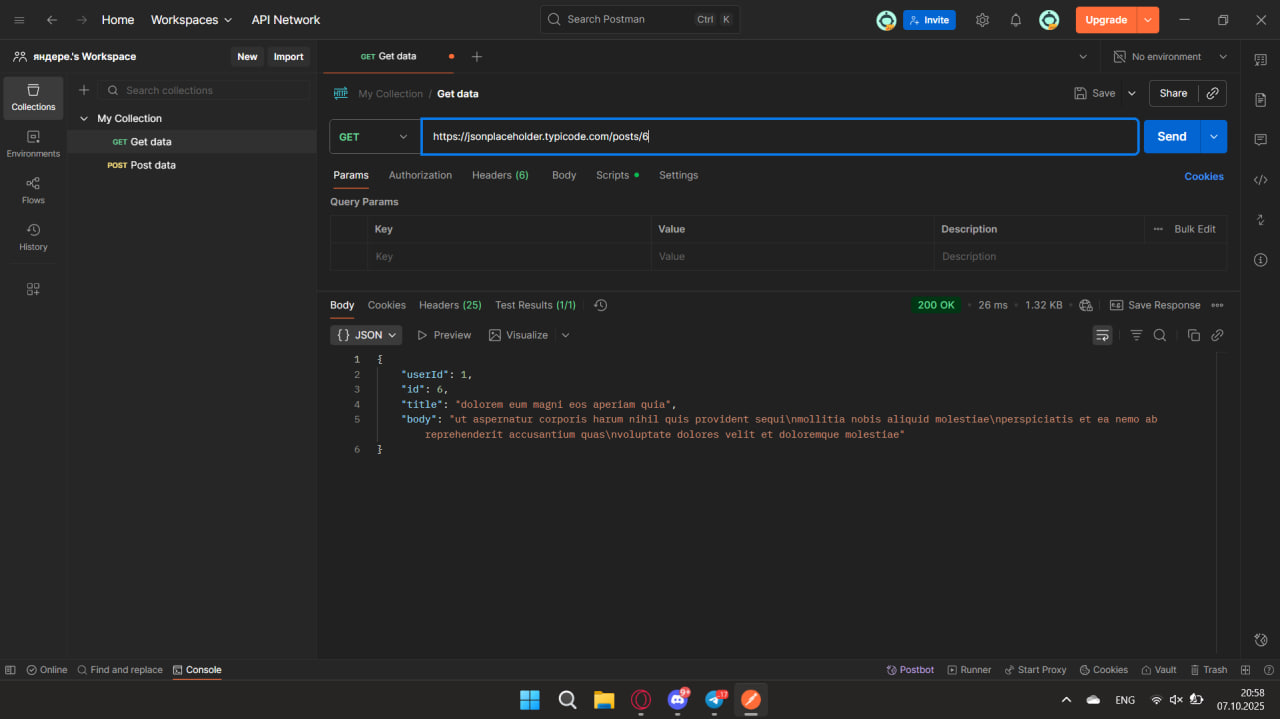 Home Workspaces API Network Search Postman Ctrl K Invite Upgrade
яндере.'s Workspace New Import GET Get data No environment
Collections Search collections My Collection / Get data Save Share
My Collection
GET Get data GET https://jsonplaceholder.typicode.com/posts/6 Send
Environments POST Post data
Params Authorization Headers (6) Body Scripts Settings Cookies
Flows Query Params
Key Value Description Bulk Edit
History Key Value Description
Body Cookies Headers (25) Test Results (1/1) 200 OK 26 ms 1.32 KB e.g. Save Response
{} JSON Preview Visualize
1 {
2 "userId": 1,
3 "id": 6,
4 "title": "dolorem eum magni eos aperiam quia",
5 "body": "ut aspernatur corporis harum nihil quis provident sequi\nmollitia nobis aliquid molestiae\nperspiciatis et ea nemo ab
reprehenderit accusantium quas\nvoluptate dolores velit et doloremque molestiae"
6 }
Online Find and replace Console Postbot Runner Start Proxy Cookies Vault Trash
9+ 17 ENG 20:58
07.10.2025